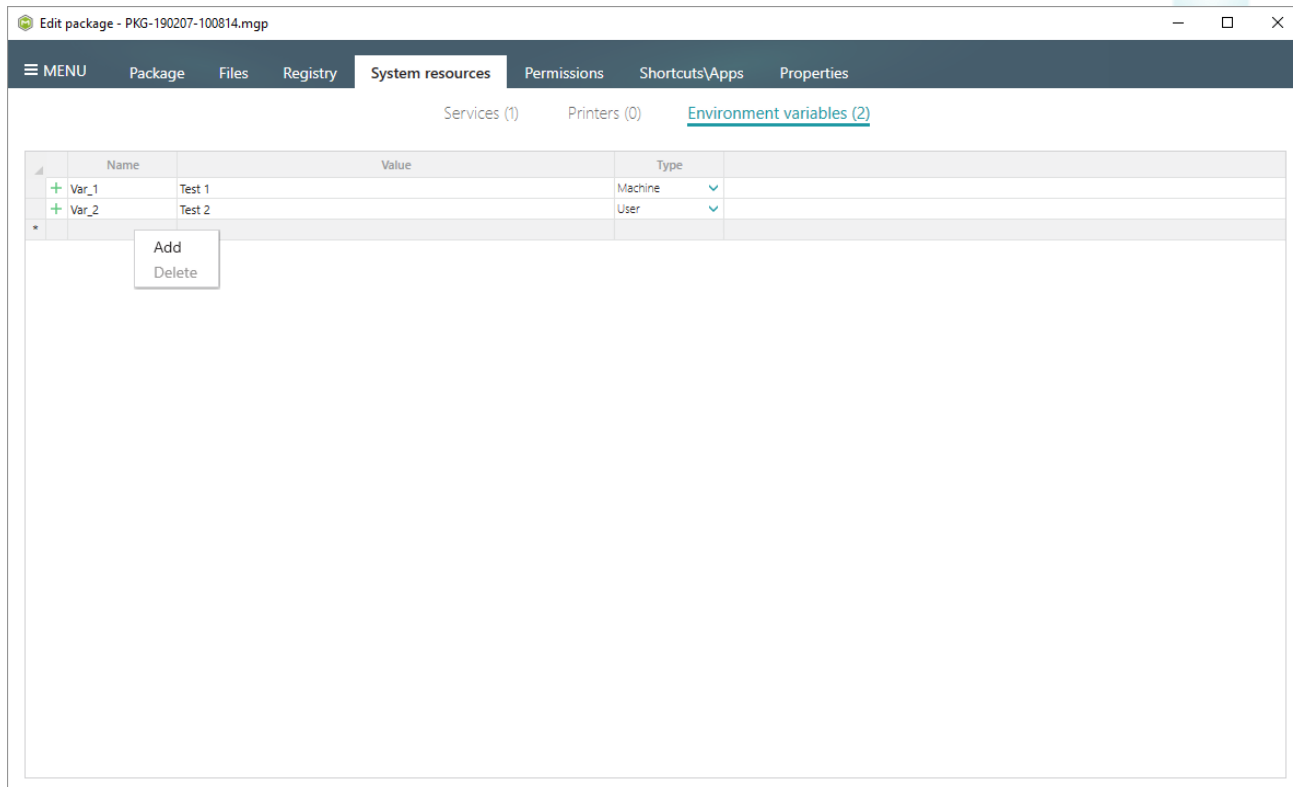 Edit package - PKG-190207-100814.mgp
MENU Package Files Registry System resources Permissions Shortcuts\Apps Properties
Services (1) Printers (0) Environment variables (2)
Name Value Type
+ Var_1 Test 1 Machine
+ Var_2 Test 2 User
*
Add
Delete